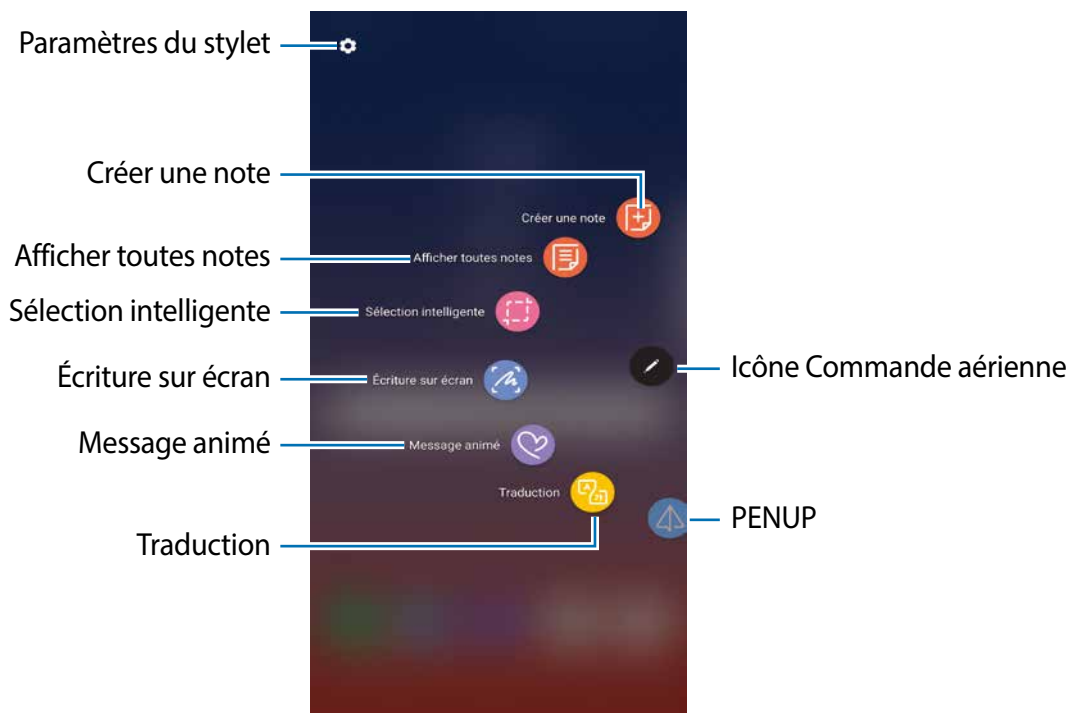 Paramètres du stylet
Créer une note
Créer une note
Afficher toutes notes
Afficher toutes notes
Sélection intelligente
Sélection intelligente
Écriture sur écran
Écriture sur écran
Icône Commande aérienne
Message animé
Message animé
Traduction
PENUP
Traduction